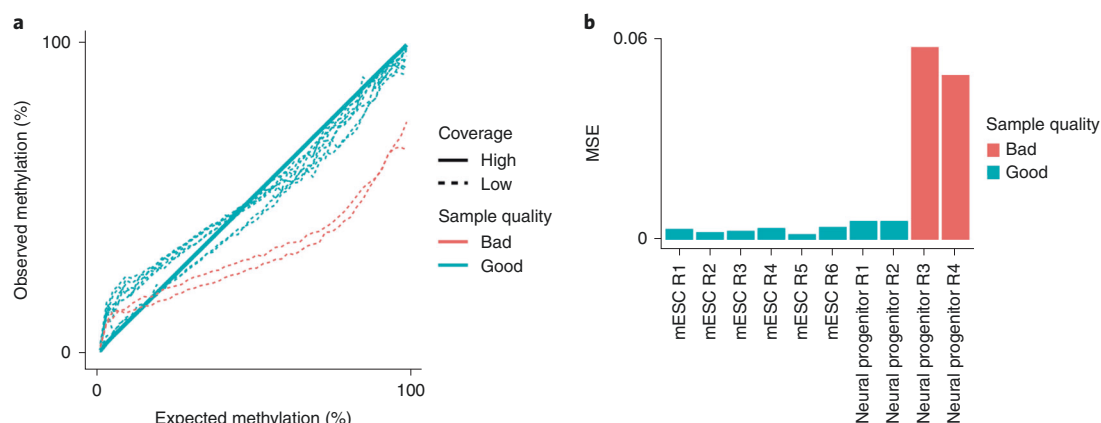 a
100
Observed methylation (%)
0
0
100
Expected methylation (%)
Coverage
High
Low
Sample quality
Bad
Good
b
0.06
MSE
0
mESC R1
mESC R2
mESC R3
mESC R4
mESC R5
mESC R6
Neural progenitor R1
Neural progenitor R2
Neural progenitor R3
Neural progenitor R4
Sample quality
Bad
Good